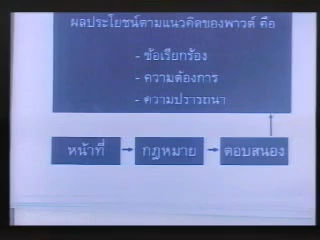 ผลประโยชน์ตามแนวคิดของพาวด์ คือ
- ข้อเรียกร้อง
- ความต้องการ
- ความปรารถนา
หน้าที่ → กฎหมาย → ตอบสนอง